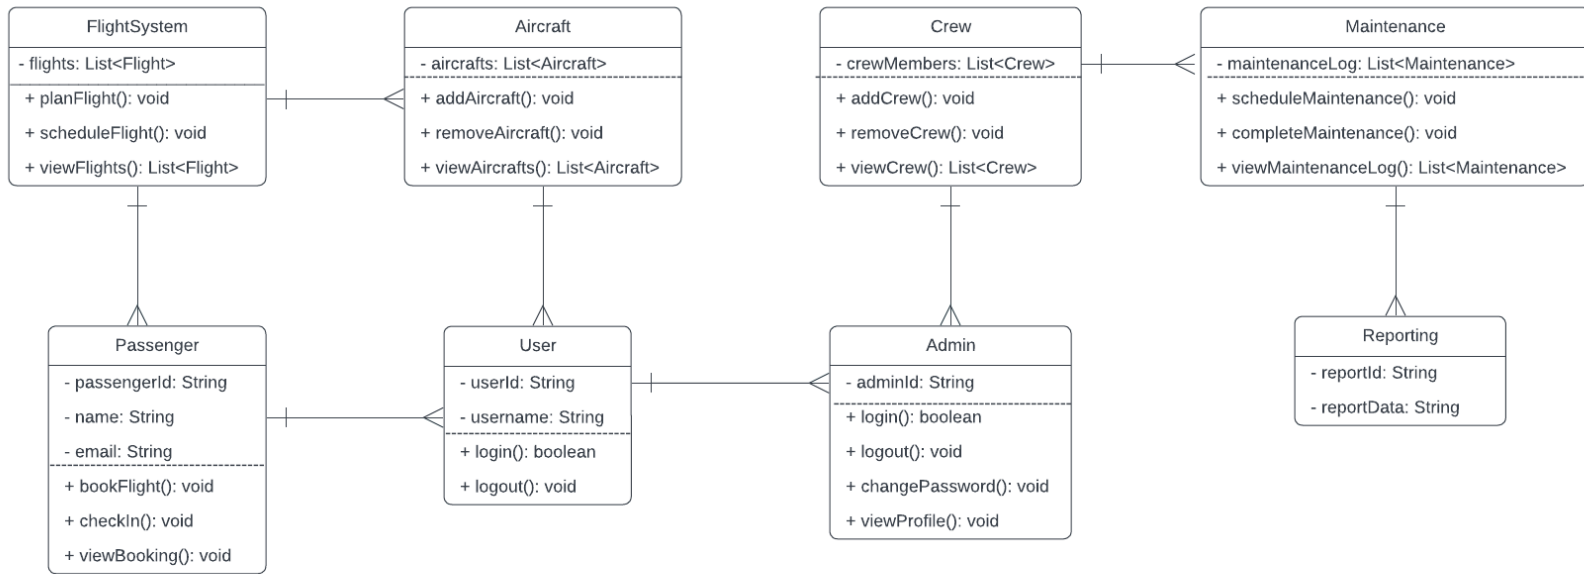 FlightSystem
- flights: List<Flight>
+ planFlight(): void
+ scheduleFlight(): void
+ viewFlights(): List<Flight>
Aircraft
- aircrafts: List<Aircraft>
+ addAircraft(): void
+ removeAircraft(): void
+ viewAircrafts(): List<Aircraft>
Crew
- crewMembers: List<Crew>
+ addCrew(): void
+ removeCrew(): void
+ viewCrew(): List<Crew>
Maintenance
- maintenanceLog: List<Maintenance>
+ scheduleMaintenance(): void
+ completeMaintenance(): void
+ viewMaintenanceLog(): List<Maintenance>
Passenger
- passengerId: String
- name: String
- email: String
+ bookFlight(): void
+ checkIn(): void
+ viewBooking(): void
User
- userId: String
- username: String
+ login(): boolean
+ logout(): void
Admin
- adminId: String
+ login(): boolean
+ logout(): void
+ changePassword(): void
+ viewProfile(): void
Reporting
- reportId: String
- reportData: String